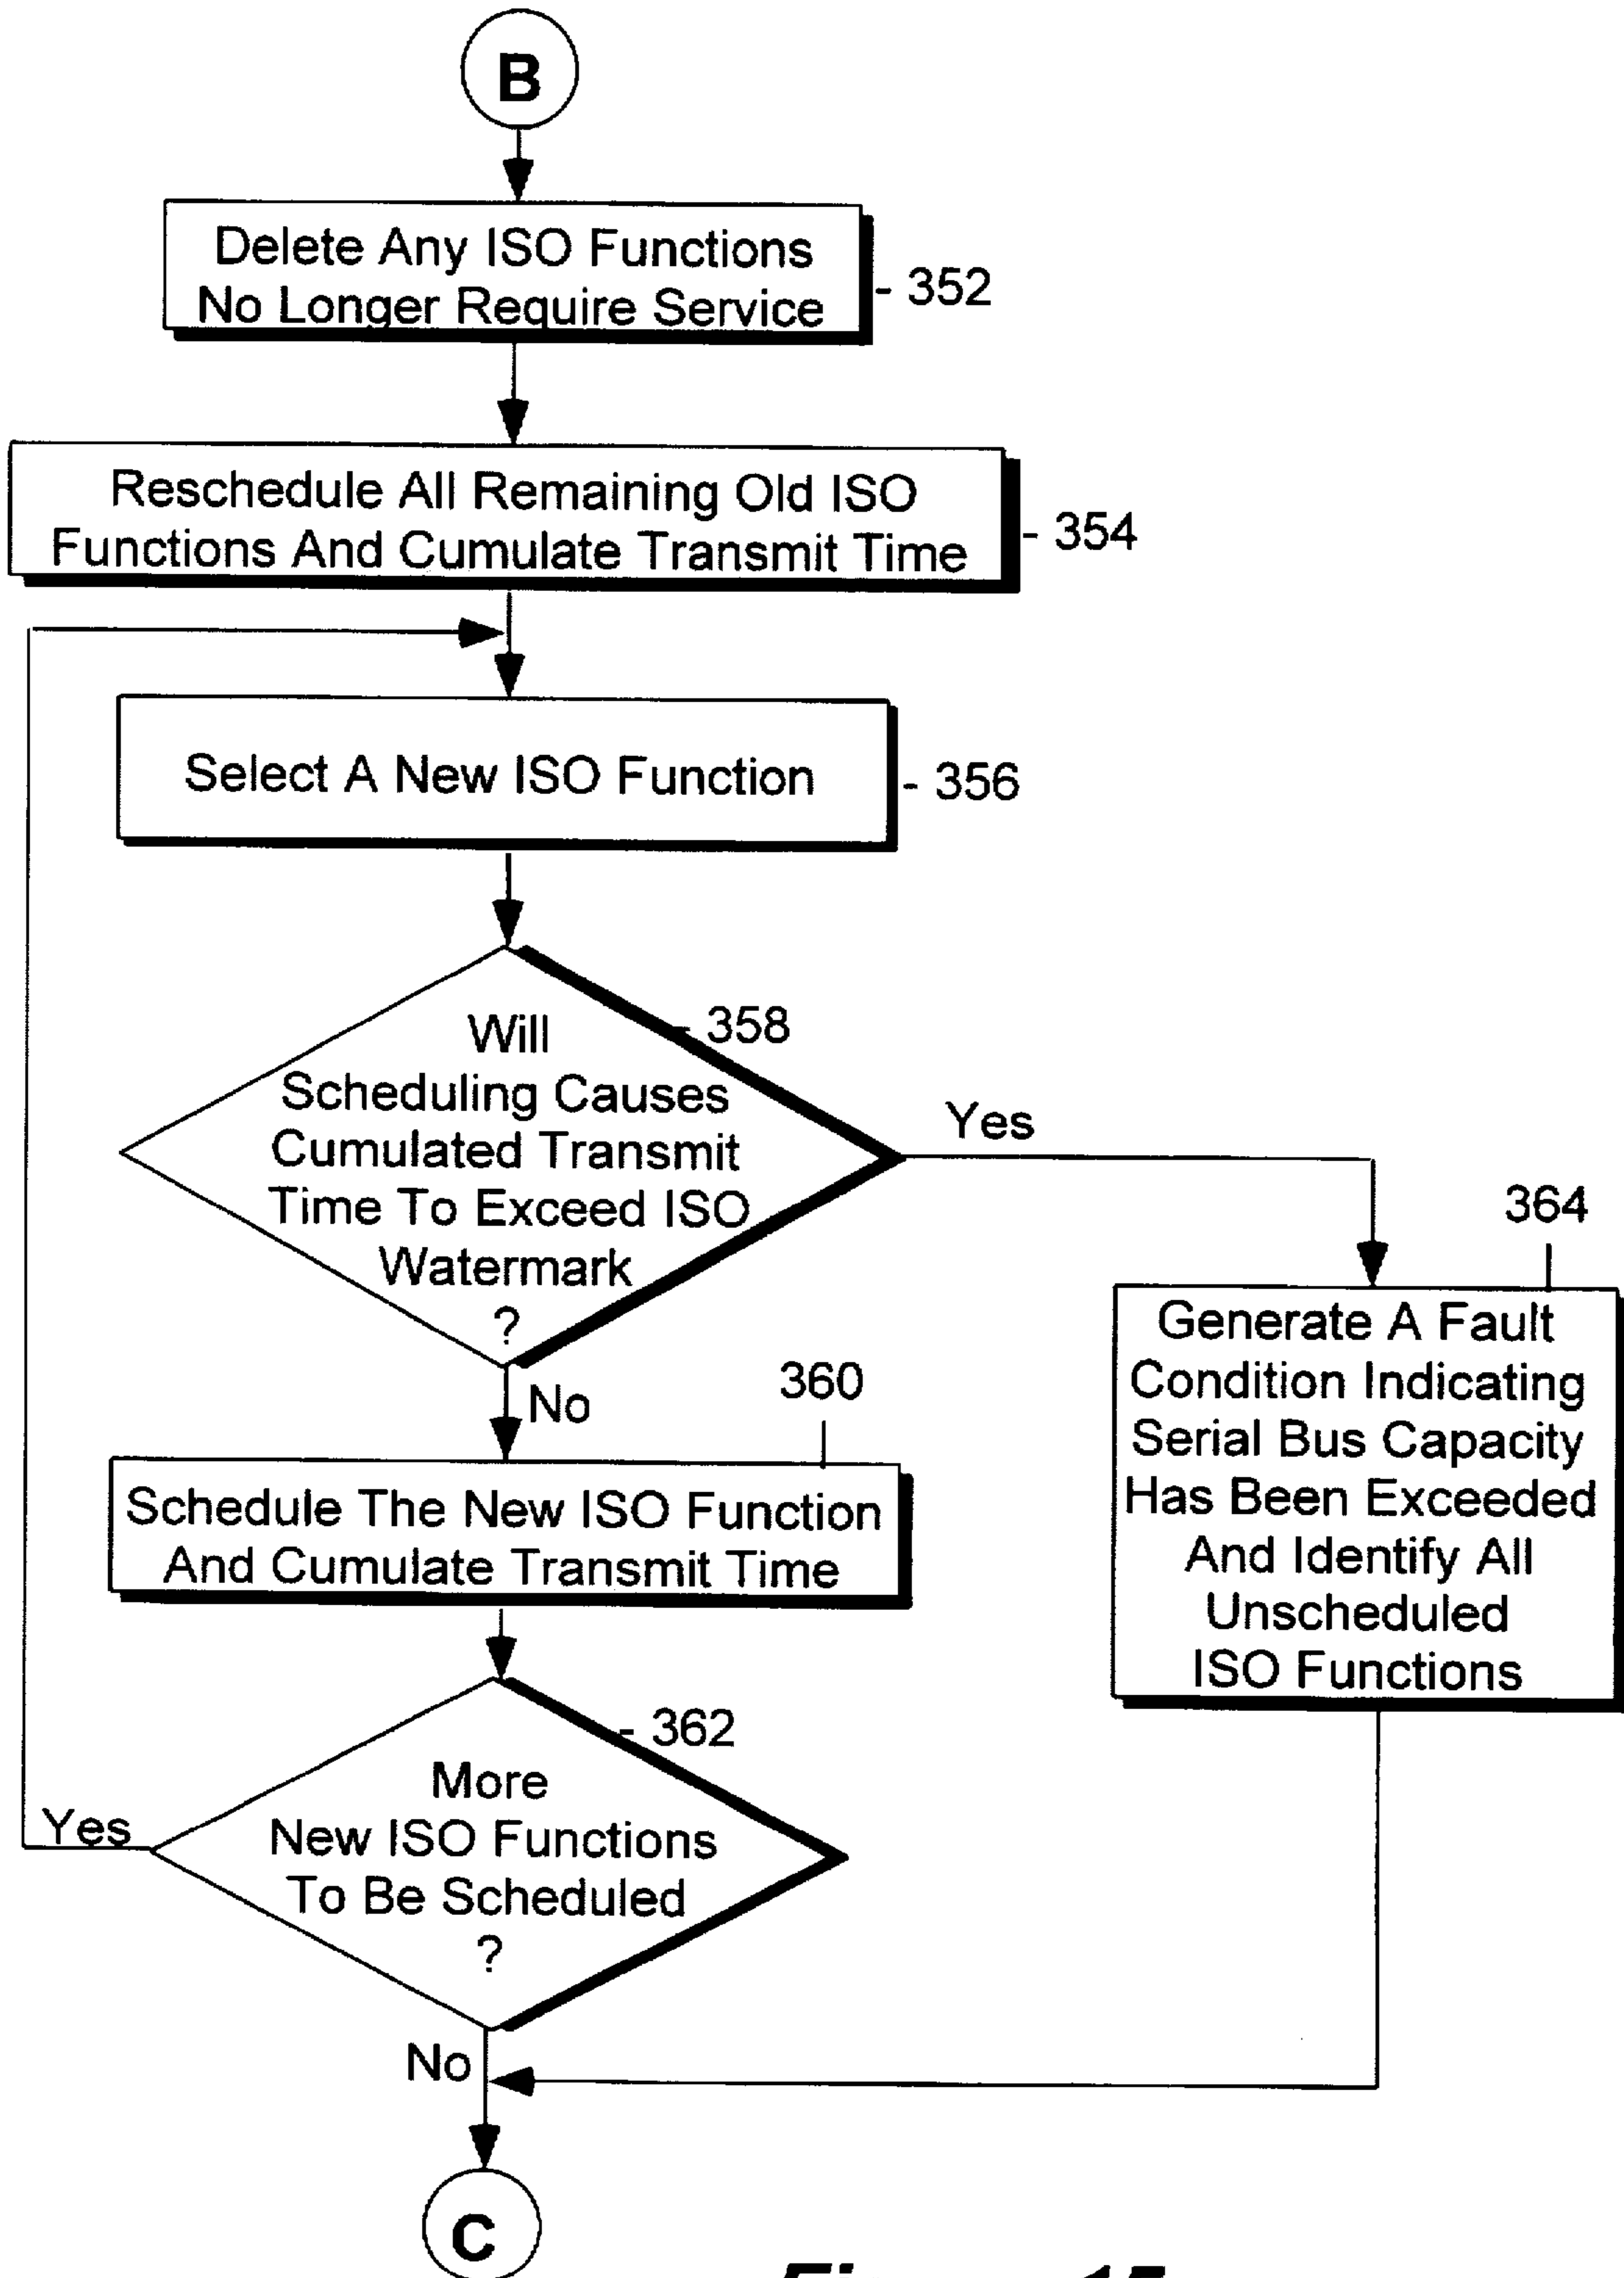 B
Delete Any ISO Functions
No Longer Require Service
- 352
Reschedule All Remaining Old ISO
Functions And Cumulate Transmit Time
- 354
Select A New ISO Function
- 356
Will
Scheduling Causes
Cumulated Transmit
Time To Exceed ISO
Watermark
?
- 358
Yes
No
364
Generate A Fault
Condition Indicating
Serial Bus Capacity
Has Been Exceeded
And Identify All
Unscheduled
ISO Functions
360
Schedule The New ISO Function
And Cumulate Transmit Time
More
New ISO Functions
To Be Scheduled
?
- 362
Yes
No
C